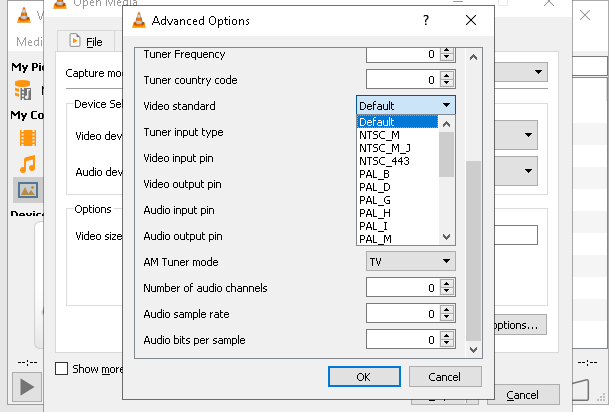 Open Media
Advanced Options
?
Medi
File
My Pi
My Co
Device
Capture mo
Device Sel
Video dev
Audio dev
Options
Video size
Show more
Tuner Frequency 0
Tuner country code 0
Video standard Default
Default
NTSC_M
NTSC_M_J
NTSC_443
PAL_B
PAL_D
PAL_G
PAL_H
PAL_I
PAL_M
Tuner input type
Video input pin
Video output pin
Audio input pin
Audio output pin
AM Tuner mode TV
Number of audio channels 0
Audio sample rate 0
Audio bits per sample 0
options...
OK Cancel
Cancel
--:-- --:--